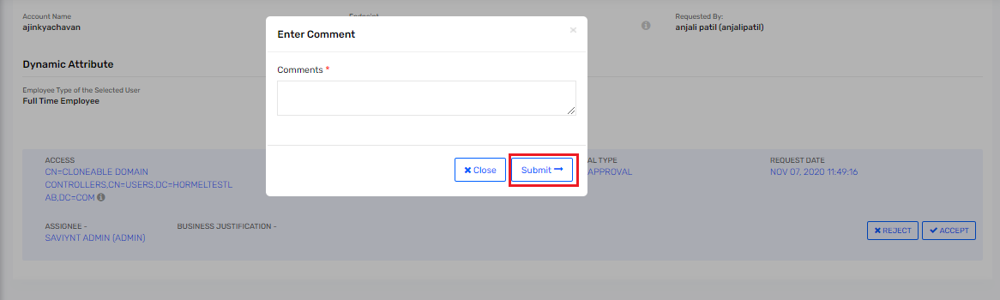 Account Name
ajinkyachavan
Endpoint
Requested By:
anjali patil (anjalipatil)
Enter Comment
×
Comments *
Dynamic Attribute
Employee Type of the Selected User
Full Time Employee
✖ Close
Submit →
ACCESS
CN=CLONEABLE DOMAIN
CONTROLLERS,CN=USERS,DC=HORMELTESTL
AB,DC=COM
AL TYPE
APPROVAL
REQUEST DATE
NOV 07, 2020 11:49:16
ASSIGNEE -
SAVIYNT ADMIN (ADMIN)
BUSINESS JUSTIFICATION -
✖ REJECT
✔ ACCEPT